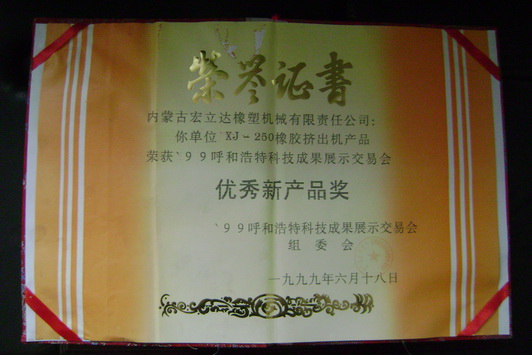 荣誉证书
内蒙古宏立达橡塑机械有限责任公司:
你单位 XJ-250橡胶挤出机产品
荣获`99呼和浩特科技成果展示交易会
优秀新产品奖
`99呼和浩特科技成果展示交易会
组委会
一九九九年六月十八日